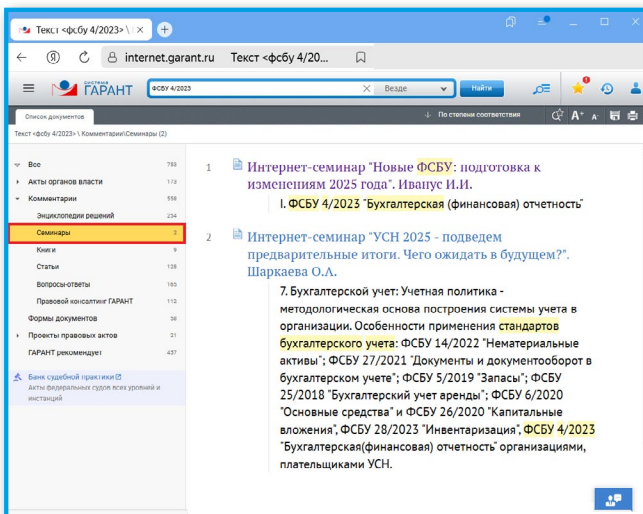 Текст <фсбу 4/2023> \
internet.garant.ru Текст <фсбу 4/20...
СИСТЕМА
ГАРАНТ
ФСБУ 4/2023
Везде
Найти
Список документов
По степени соответствия
Текст <фсбу 4/2023> \ Комментарии\Семинары (2)
Все 753
Акты органов власти 173
Комментарии 559
Энциклопедии решений 234
Семинары 2
Книги 9
Статьи
Вопросы-ответы
Правовой консалтинг ГАРАНТ
Формы документов
Проекты правовых актов 21
ГАРАНТ рекомендует
Банк судебной практики
Акты федеральных судов всех уровней и
инстанций
1 Интернет-семинар "Новые ФСБУ: подготовка к
изменениям 2025 года". Иванус И.И.
I. ФСБУ 4/2023 "Бухгалтерская (финансовая) отчетность"
2 Интернет-семинар "УСН 2025 - подведем
предварительные итоги. Чего ожидать в будущем?".
Шаркаева О.А.
7. Бухгалтерской учет: Учетная политика -
методологическая основа построения системы учета в
организации. Особенности применения стандартов
бухгалтерского учета: ФСБУ 14/2022 "Нематериальные
активы"; ФСБУ 27/2021 "Документы и документооборот в
бухгалтерском учете"; ФСБУ 5/2019 "Запасы"; ФСБУ
25/2018 "Бухгалтерский учет аренды"; ФСБУ 6/2020
"Основные средства" и ФСБУ 26/2020 "Капитальные
вложения", ФСБУ 28/2023 "Инвентаризация", ФСБУ 4/2023
"Бухгалтерская(финансовая) отчетность" организациями,
плательщиками УСН.